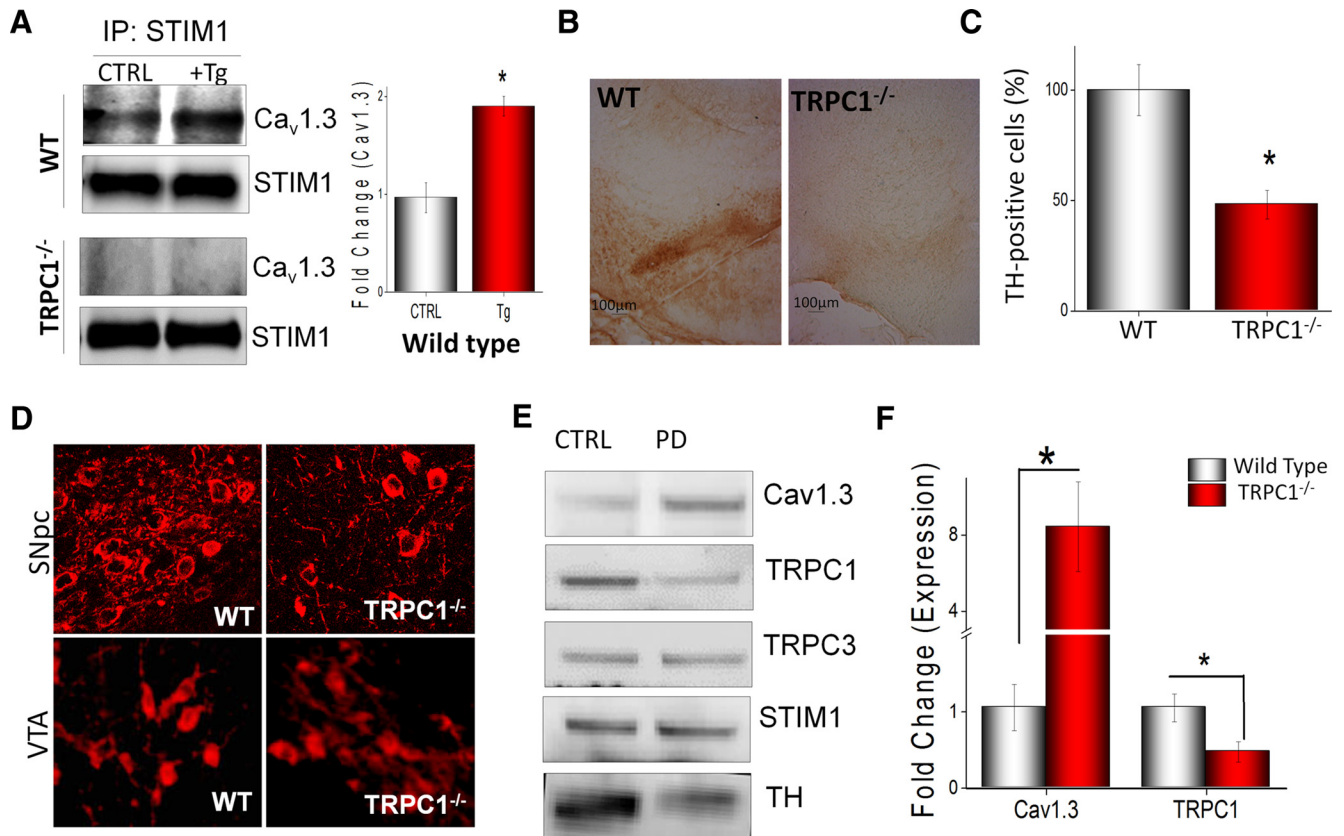 A
IP: STIM1
CTRL +Tg
WT
Cav1.3
STIM1
TRPC1-/-
Cav1.3
STIM1
Fold Change (Cav1.3)
2
1
0
*
CTRL Tg
Wild type
B
WT
100µm
TRPC1-/-
100µm
C
TH-positive cells (%)
100
50
0
*
WT TRPC1-/-
D
SNpc
WT
TRPC1-/-
VTA
WT
TRPC1-/-
E
CTRL PD
Cav1.3
TRPC1
TRPC3
STIM1
TH
F
Wild Type
TRPC1-/-
Fold Change (Expression)
8
4
1
0
*
*
Cav1.3 TRPC1